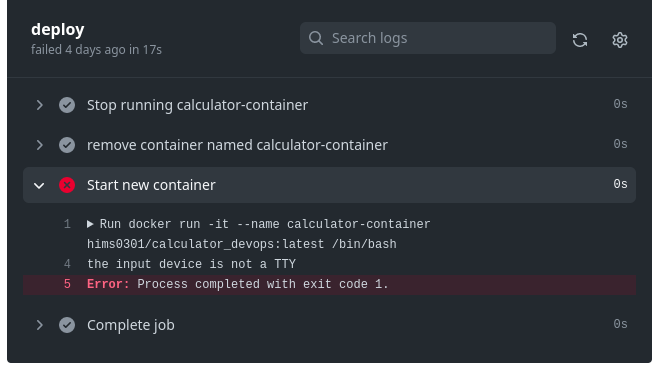 deploy
failed 4 days ago in 17s
Search logs
Stop running calculator-container 0s
remove container named calculator-container 0s
Start new container 0s
1 Run docker run -it --name calculator-container
hims0301/calculator_devops:latest /bin/bash
4 the input device is not a TTY
5 Error: Process completed with exit code 1.
Complete job 0s